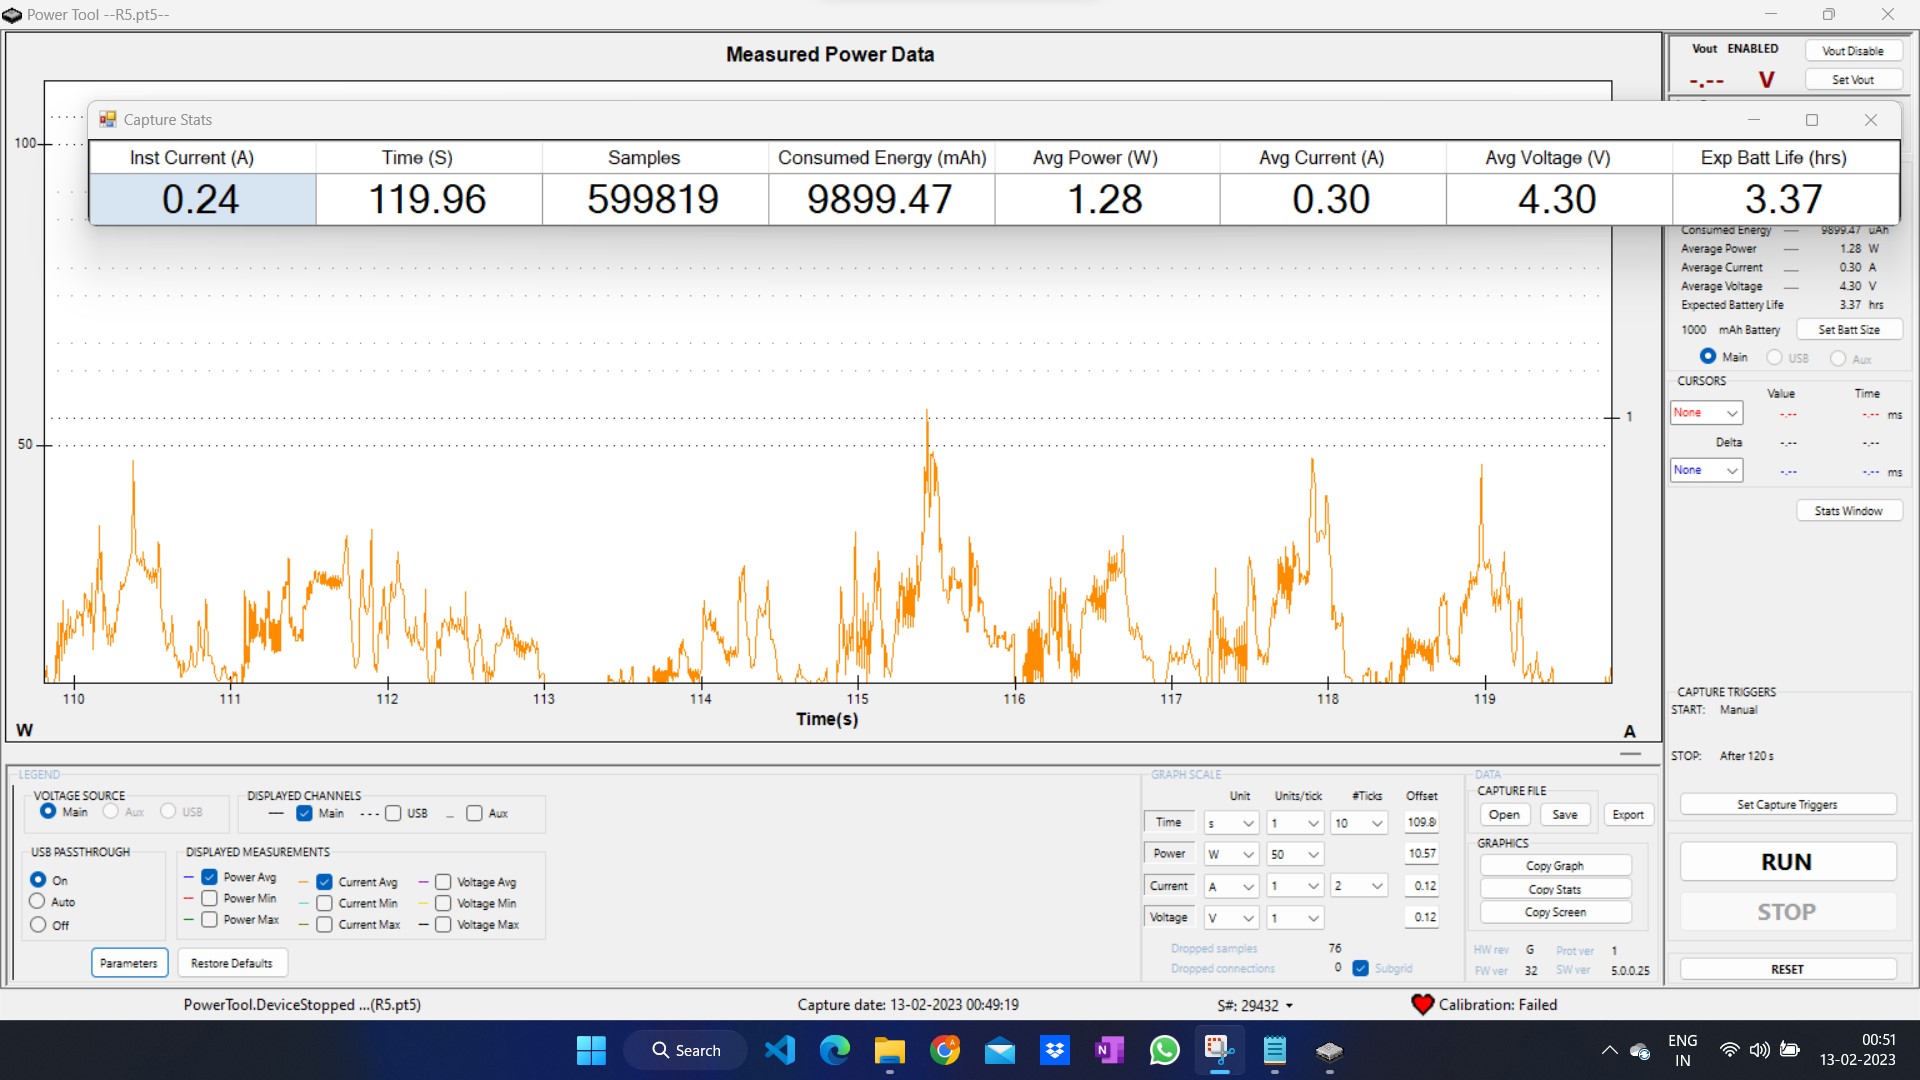 Power Tool --R5.pt5--
Measured Power Data
Vout ENABLED
Vout Disable
-.-- V
Set Vout
Capture Stats
Inst Current (A) Time (S) Samples Consumed Energy (mAh) Avg Power (W) Avg Current (A) Avg Voltage (V) Exp Batt Life (hrs)
0.24 119.96 599819 9899.47 1.28 0.30 4.30 3.37
100
50
1
110 111 112 113 114 115 116 117 118 119
Time(s)
W
A
Consumed Energy 9899.47 uAh
Average Power 1.28 W
Average Current 0.30 A
Average Voltage 4.30 V
Expected Battery Life 3.37 hrs
1000 mAh Battery Set Batt Size
Main USB Aux
CURSORS
Value Time
None -.-- -.-- ms
Delta -.-- -.--
None -.-- -.-- ms
Stats Window
CAPTURE TRIGGERS
START: Manual
STOP: After 120 s
Set Capture Triggers
RUN
STOP
RESET
LEGEND
VOLTAGE SOURCE
Main Aux USB
DISPLAYED CHANNELS
Main USB Aux
USB PASSTHROUGH
On
Auto
Off
DISPLAYED MEASUREMENTS
Power Avg Current Avg Voltage Avg
Power Min Current Min Voltage Min
Power Max Current Max Voltage Max
Parameters Restore Defaults
GRAPH SCALE
Unit Units/tick #Ticks Offset
Time s 1 10 109.8
Power W 50 10.57
Current A 1 2 0.12
Voltage V 1 0.12
Dropped samples 76
Dropped connections 0 Subgrid
DATA
CAPTURE FILE
Open Save Export
GRAPHICS
Copy Graph
Copy Stats
Copy Screen
HW rev G Prot ver 1
FW ver 32 SW ver 5.0.0.25
PowerTool.DeviceStopped ...(R5.pt5) Capture date: 13-02-2023 00:49:19 S#: 29432 Calibration: Failed
Search
ENG
IN
00:51
13-02-2023